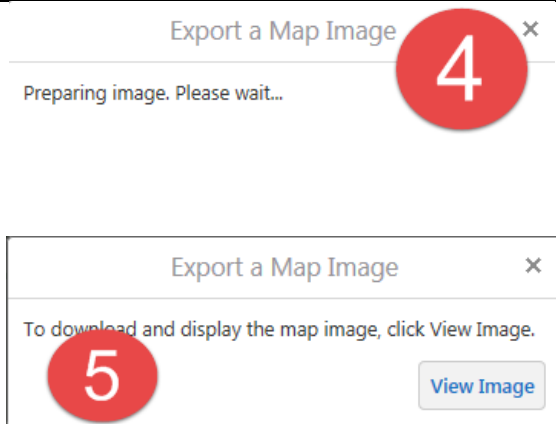 Export a Map Image ×
4
Preparing image. Please wait...
Export a Map Image ×
To download and display the map image, click View Image.
5
View Image